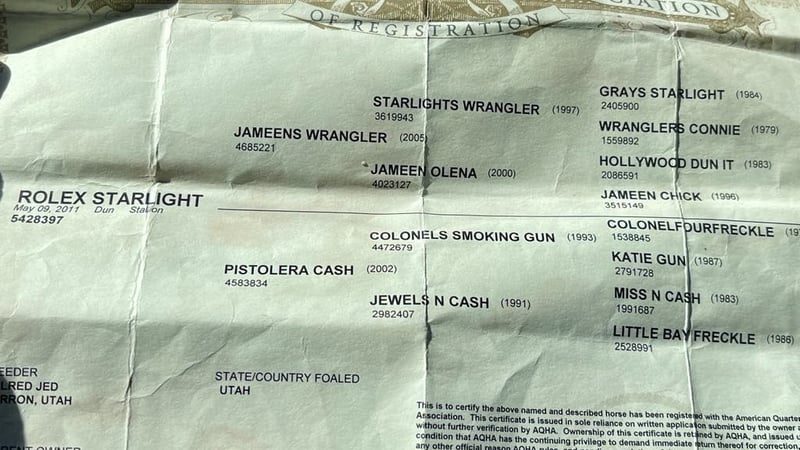 CIATION
OF REGISTRATION
GRAYS STARLIGHT (1984)
2405900
STARLIGHTS WRANGLER (1997)
3619943
WRANGLERS CONNIE (1979)
1559892
JAMEENS WRANGLER (2005)
4685221
HOLLYWOOD DUN IT (1983)
2086591
JAMEEN OLENA (2000)
4023127
JAMEEN CHICK (1996)
3515149
ROLEX STARLIGHT
May 09, 2011 Dun Stallion
5428397
COLONELFOURFRECKLE (19
1538845
COLONELS SMOKING GUN (1993)
4472679
KATIE GUN (1987)
2791728
PISTOLERA CASH (2002)
4583834
MISS N CASH (1983)
1991687
JEWELS N CASH (1991)
2982407
LITTLE BAY FRECKLE (1986)
2528991
EEDER
LRED JED
RRON, UTAH
STATE/COUNTRY FOALED
UTAH
This is to certify the above named and described horse has been registered with the American Quarter
Association. This certificate is issued in sole reliance on written application submitted by the owner a
without further verification by AQHA. Ownership of this certificate is retained by AQHA, and issued
condition that AQHA has the continuing privilege to demand immediate return thereof for correction,
any other official reason AQHA